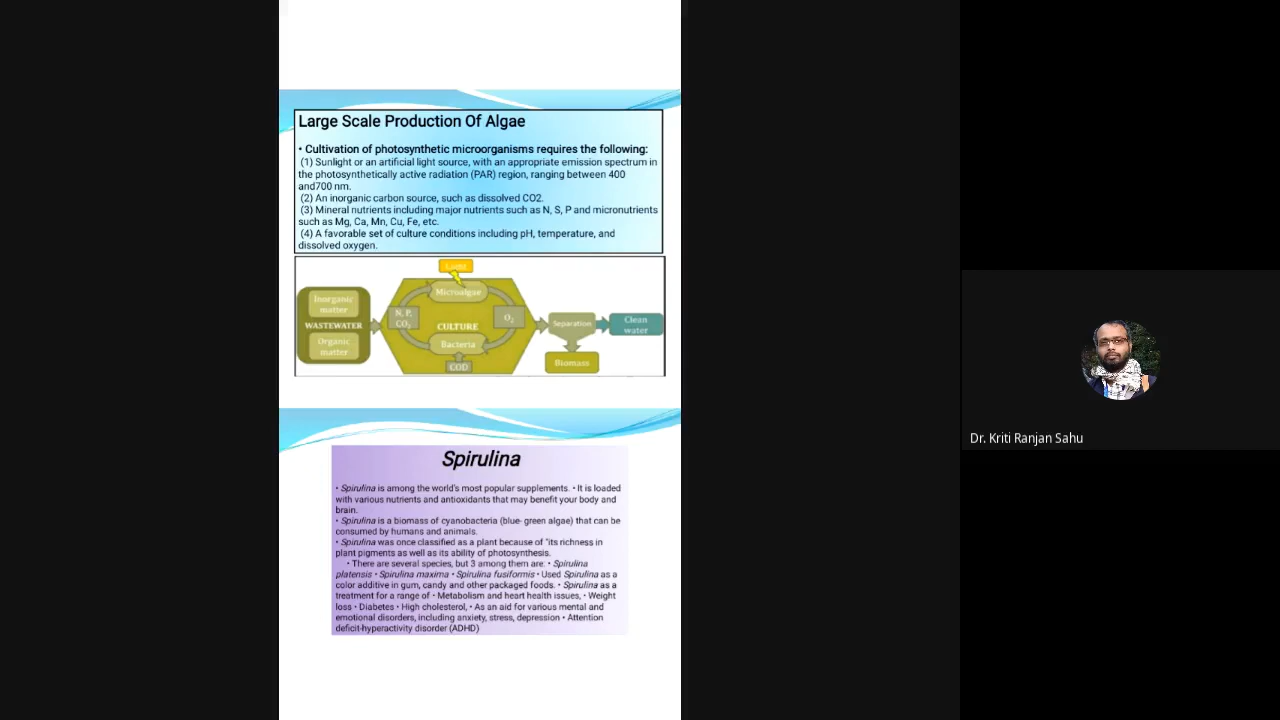 Large Scale Production Of Algae
• Cultivation of photosynthetic microorganisms requires the following:
(1) Sunlight or an artificial light source, with an appropriate emission spectrum in
the photosynthetically active radiation (PAR) region, ranging between 400
and700 nm.
(2) An inorganic carbon source, such as dissolved CO2.
(3) Mineral nutrients including major nutrients such as N, S, P and micronutrients
such as Mg, Ca, Mn, Cu, Fe, etc.
(4) A favorable set of culture conditions including pH, temperature, and
dissolved oxygen.
Light
Microalgae
Inorganic
matter
WASTEWATER
Organic
matter
N, P,
CO2
CULTURE
O2
Bacteria
COD
Separation
Clean
water
Biomass
Spirulina
• Spirulina is among the world's most popular supplements. • It is loaded
with various nutrients and antioxidants that may benefit your body and
brain.
• Spirulina is a biomass of cyanobacteria (blue- green algae) that can be
consumed by humans and animals.
• Spirulina was once classified as a plant because of "its richness in
plant pigments as well as its ability of photosynthesis.
• There are several species, but 3 among them are: • Spirulina
platensis • Spirulina maxima • Spirulina fusiformis • Used Spirulina as a
color additive in gum, candy and other packaged foods. • Spirulina as a
treatment for a range of • Metabolism and heart health issues, • Weight
loss • Diabetes • High cholesterol, • As an aid for various mental and
emotional disorders, including anxiety, stress, depression • Attention
deficit-hyperactivity disorder (ADHD)
Dr. Kriti Ranjan Sahu